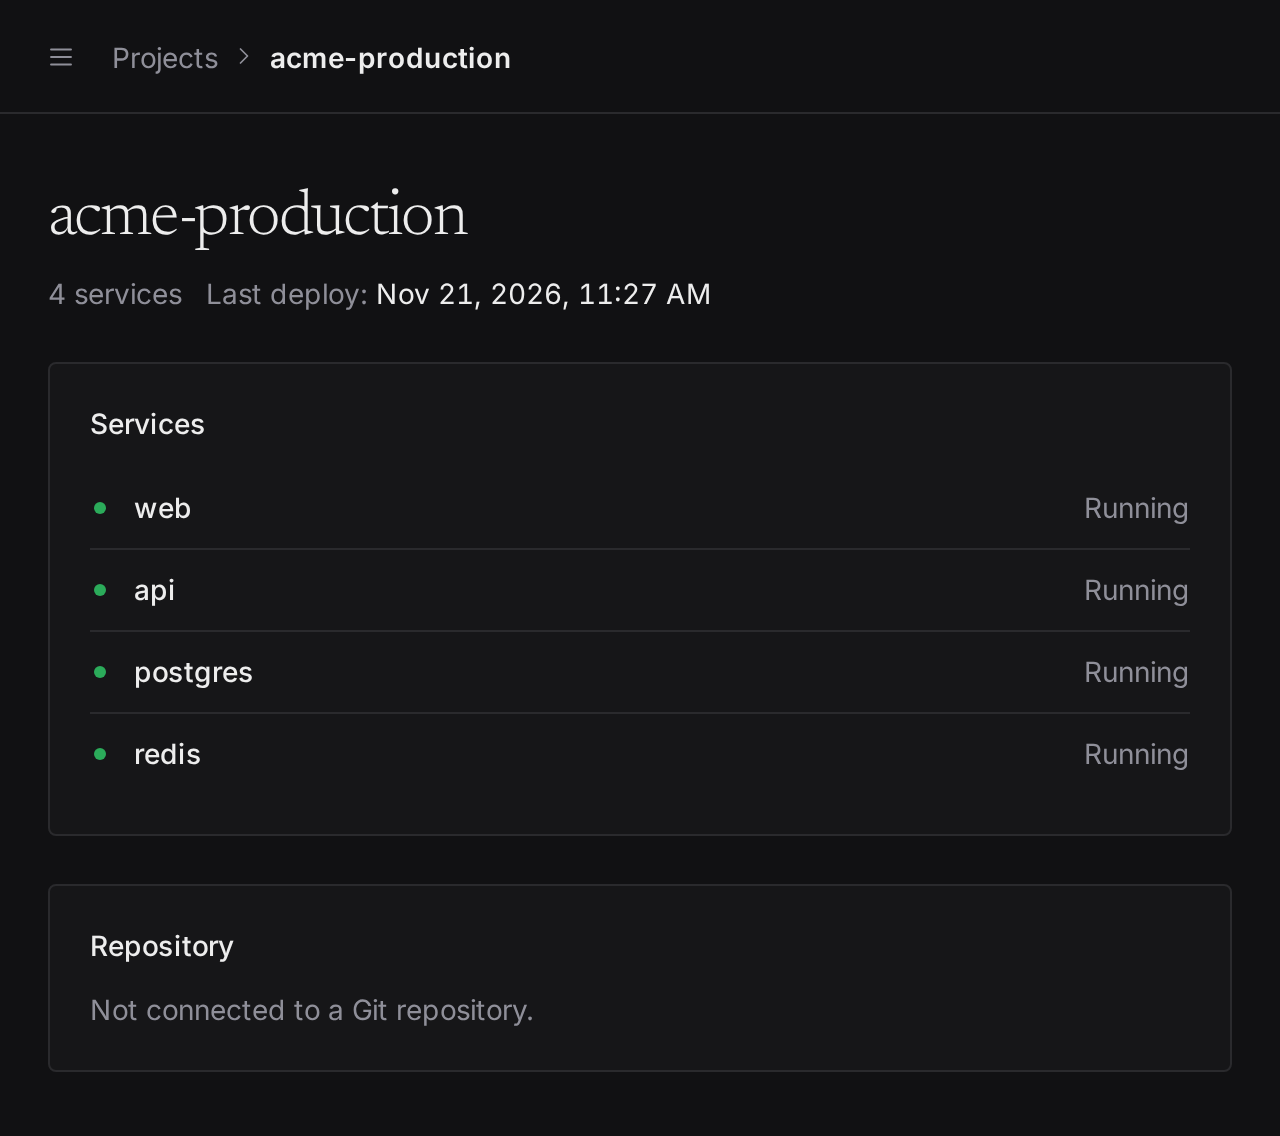 Projects > acme-production
acme-production
4 services Last deploy: Nov 21, 2026, 11:27 AM
Services
web Running
api Running
postgres Running
redis Running
Repository
Not connected to a Git repository.